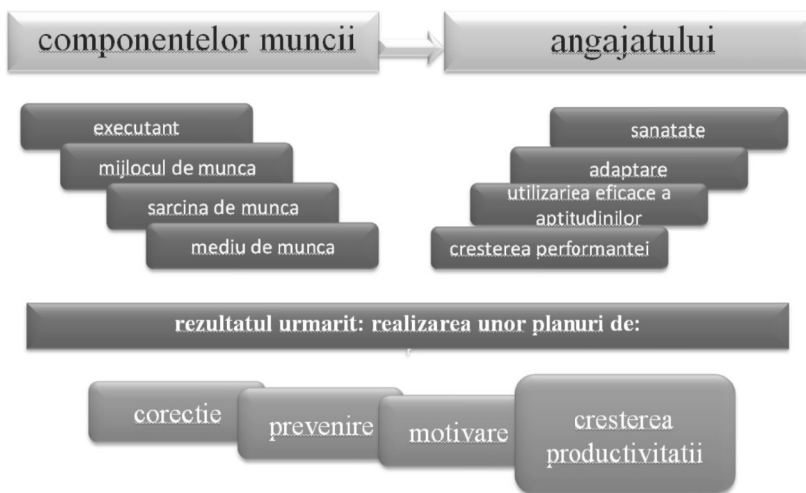 componentelor muncii
angajatului
executant
mijlocul de munca
sarcina de munca
mediu de munca
sanatate
adaptare
utilizariea eficace a
aptitudinilor
cresterea performantei
rezultatul urmarit: realizarea unor planuri de:
corectie
prevenire
motivare
cresterea
productivitatii